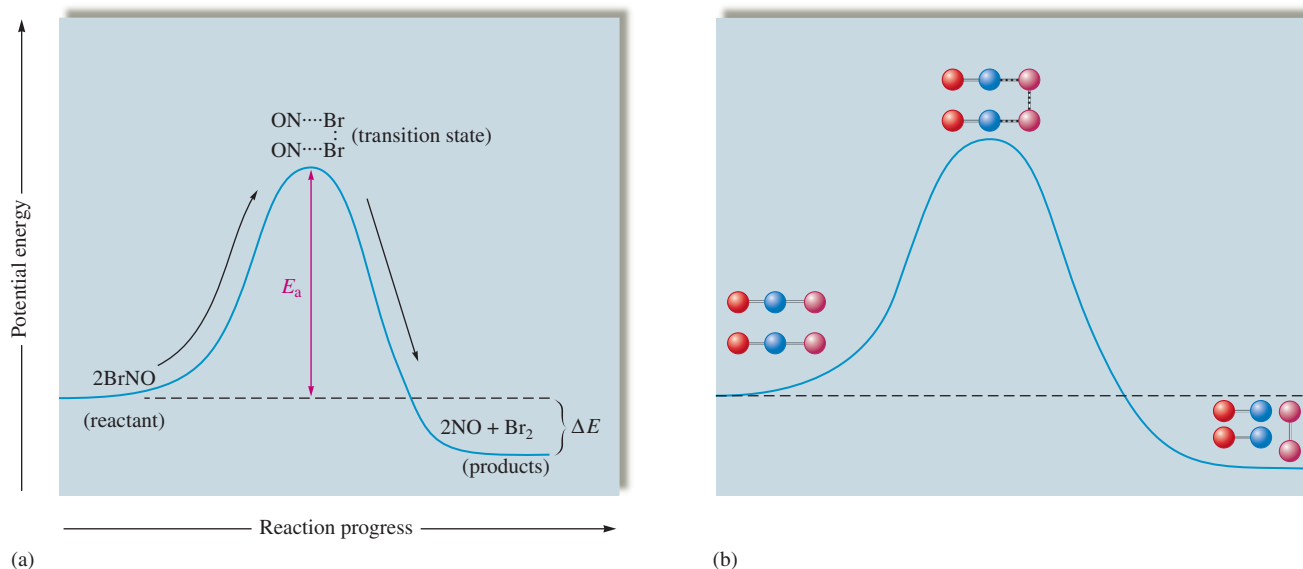 Potential energy
ON····Br
(transition state)
ON····Br
Eₐ
2BrNO
(reactant)
2NO + Br₂
(products)
ΔE
Reaction progress
(a)
(b)